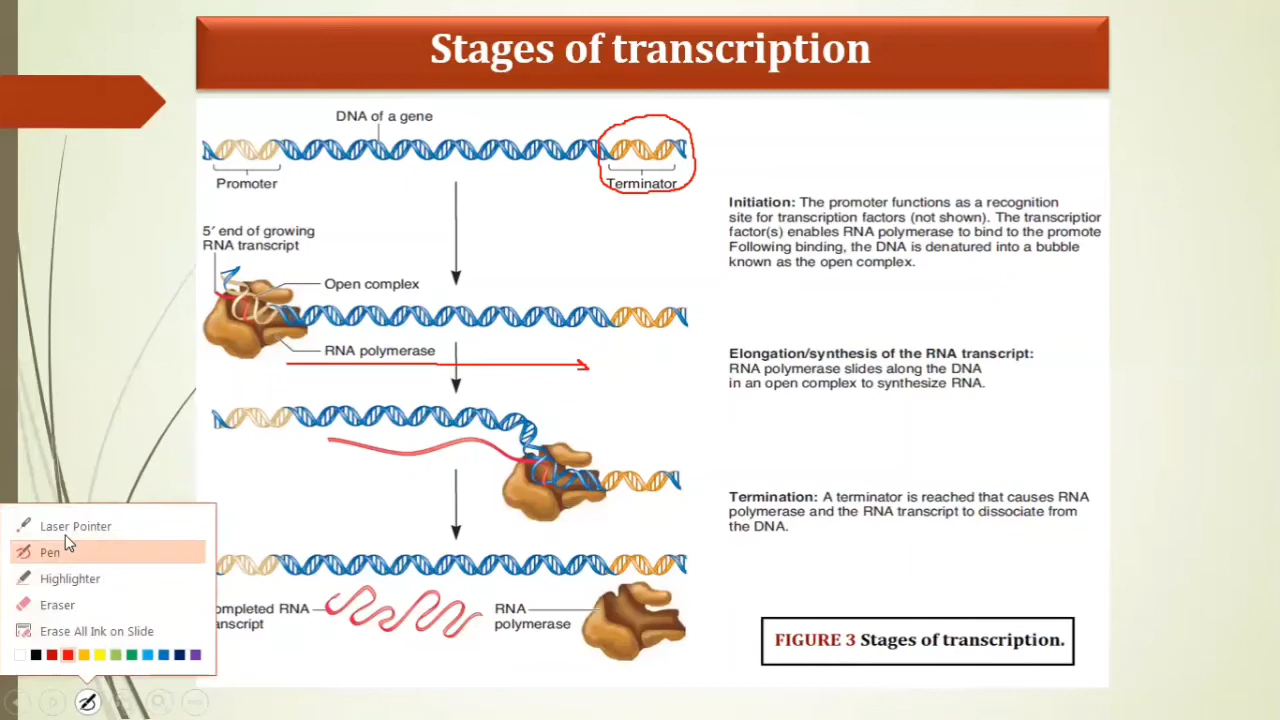 Stages of transcription
DNA of a gene
Promoter
Terminator
5′ end of growing
RNA transcript
Open complex
RNA polymerase
Initiation: The promoter functions as a recognition
site for transcription factors (not shown). The transcriptior
factor(s) enables RNA polymerase to bind to the promote
Following binding, the DNA is denatured into a bubble
known as the open complex.
Elongation/synthesis of the RNA transcript:
RNA polymerase slides along the DNA
in an open complex to synthesize RNA.
Termination: A terminator is reached that causes RNA
polymerase and the RNA transcript to dissociate from
the DNA.
ompleted RNA
anscript
RNA
polymerase
FIGURE 3 Stages of transcription.
Laser Pointer
Pen
Highlighter
Eraser
Erase All Ink on Slide